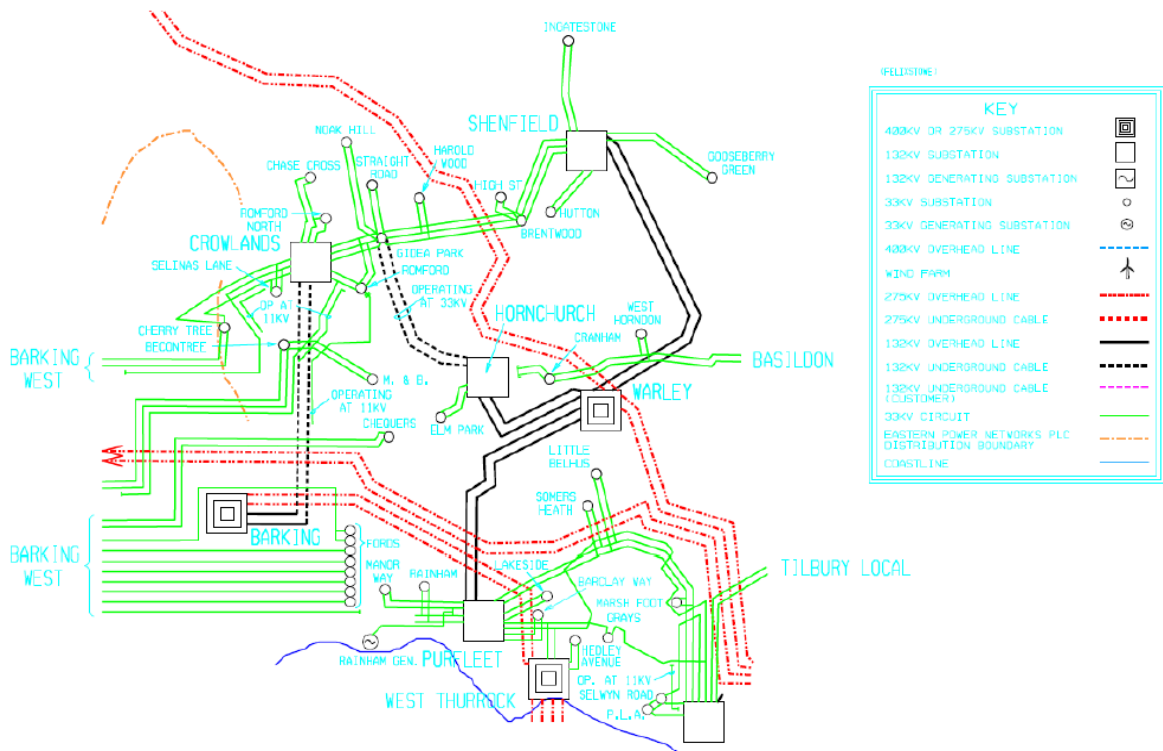 INGATESTONE
(FELIXSTOWE)
KEY
400KV OR 275KV SUBSTATION
132KV SUBSTATION
132KV GENERATING SUBSTATION
33KV SUBSTATION
33KV GENERATING SUBSTATION
400KV OVERHEAD LINE
WIND FARM
275KV OVERHEAD LINE
275KV UNDERGROUND CABLE
132KV OVERHEAD LINE
132KV UNDERGROUND CABLE
132KV UNDERGROUND CABLE
(CUSTOMER)
33KV CIRCUIT
EASTERN POWER NETWORKS PLC
DISTRIBUTION BOUNDARY
COASTLINE
SHENFIELD
NOAK HILL
HAROLD
WOOD
STRAIGHT
ROAD
CHASE CROSS
GOOSEBERRY
GREEN
HIGH ST
HUTTON
ROMFORD
NORTH
BRENTWOOD
CROWLANDS
GIDEA PARK
SELINAS LANE
ROMFORD
OPERATING
AT 33KV
OP AT
11KV
HORNCHURCH
WEST
HORNDON
CHERRY TREE
BECONTREE
CRANHAM
BARKING
WEST
BASILDON
M. & B.
WARLEY
OPERATING
AT 11KV
CHEQUERS
ELM PARK
LITTLE
BELHUS
SOMERS
HEATH
BARKING
FORDS
BARKING
WEST
MANOR
WAY
RAINHAM
LAKESIDE
BARCLAY WAY
TILBURY LOCAL
MARSH FOOT
GRAYS
RAINHAM GEN.
PURFLEET
HEDLEY
AVENUE
OP. AT 11KV
WEST THURROCK
SELWYN ROAD
P.L.A.